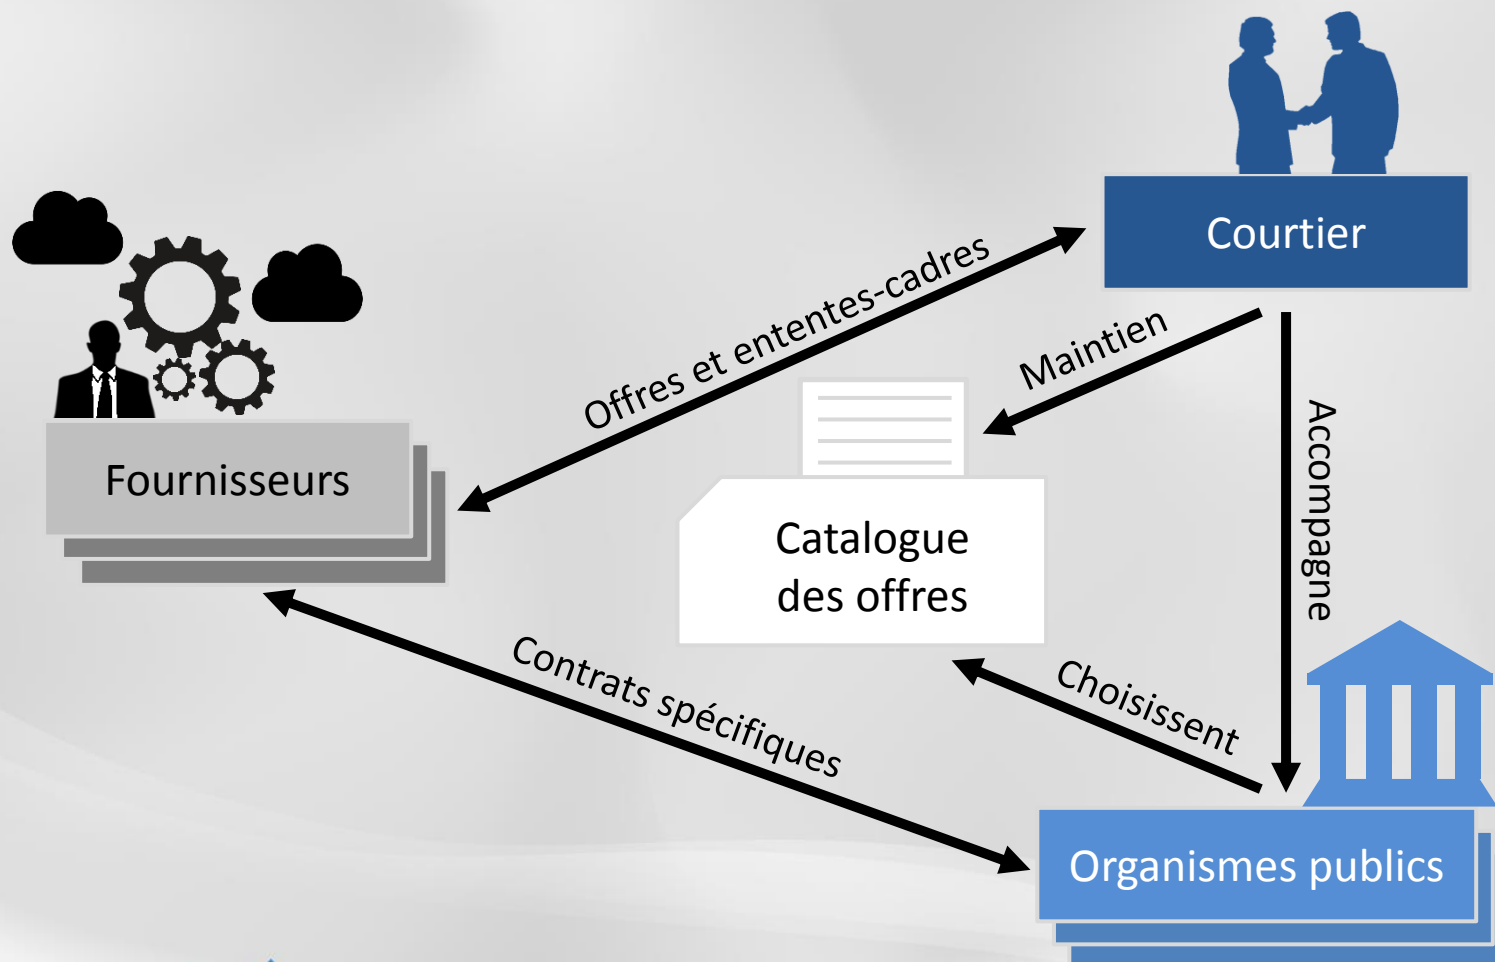 Courtier
Offres et ententes-cadres
Maintien
Accompagne
Fournisseurs
Catalogue
des offres
Contrats spécifiques
Choisissent
Organismes publics